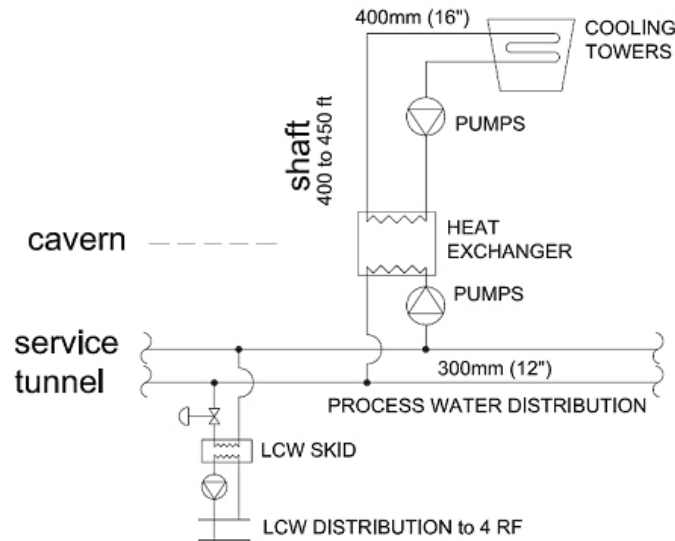 400mm (16")
COOLING
TOWERS
PUMPS
shaft
400 to 450 ft
cavern
HEAT
EXCHANGER
PUMPS
service
tunnel
300mm (12")
PROCESS WATER DISTRIBUTION
LCW SKID
LCW DISTRIBUTION to 4 RF